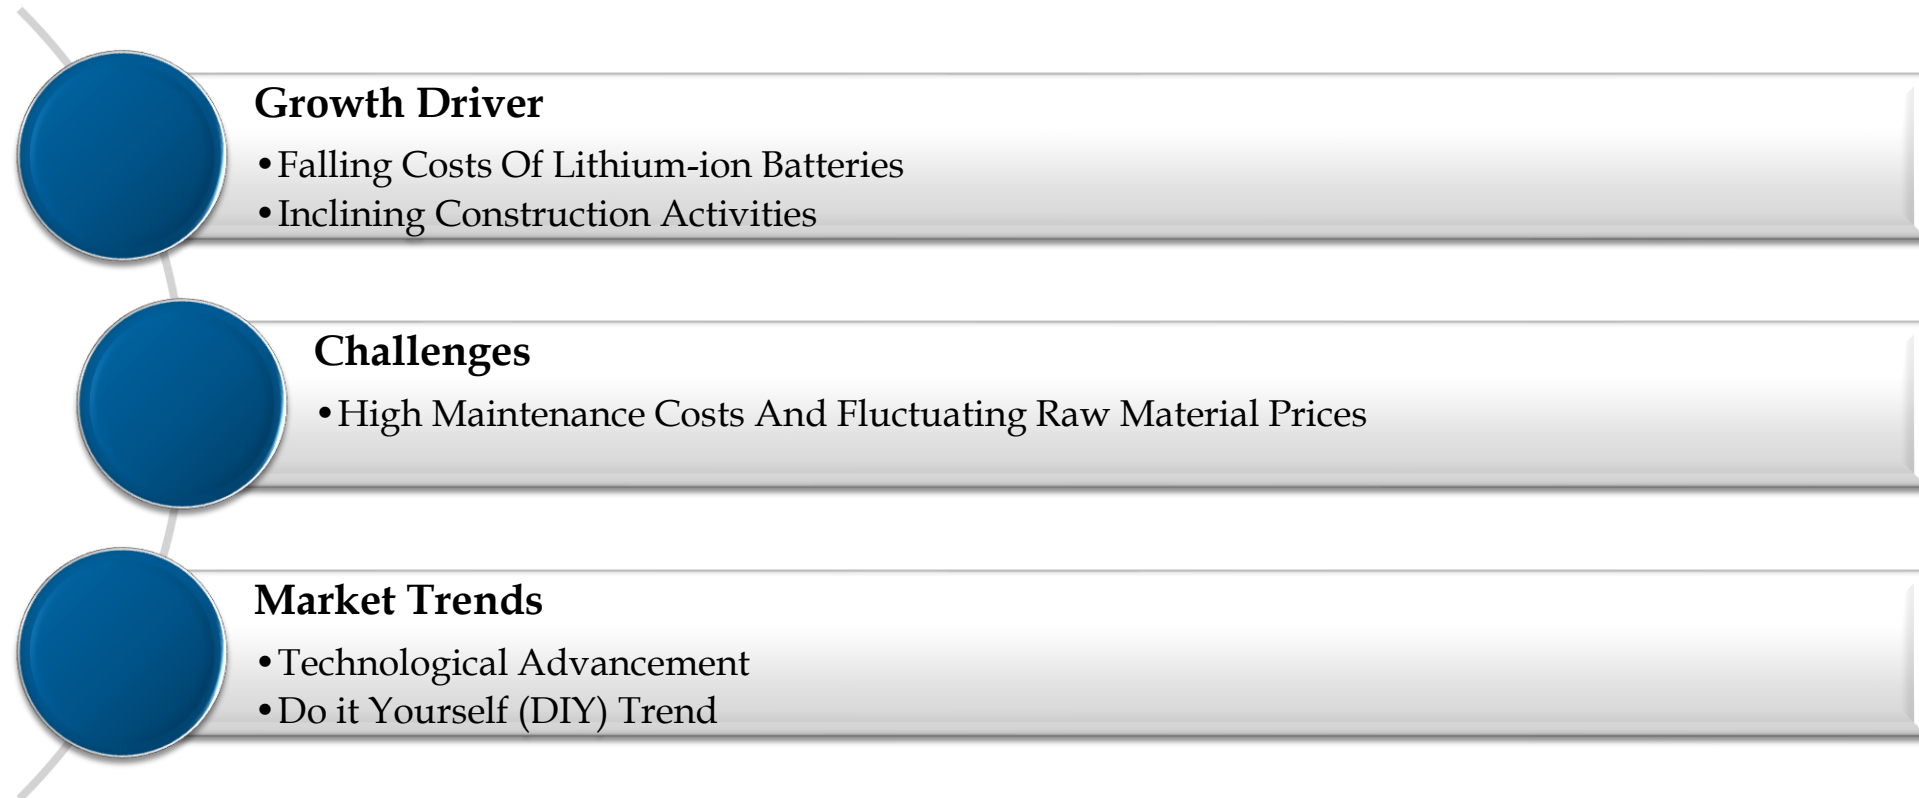 Growth Driver
•Falling Costs Of Lithium-ion Batteries
•Inclining Construction Activities
Challenges
•High Maintenance Costs And Fluctuating Raw Material Prices
Market Trends
•Technological Advancement
•Do it Yourself (DIY) Trend